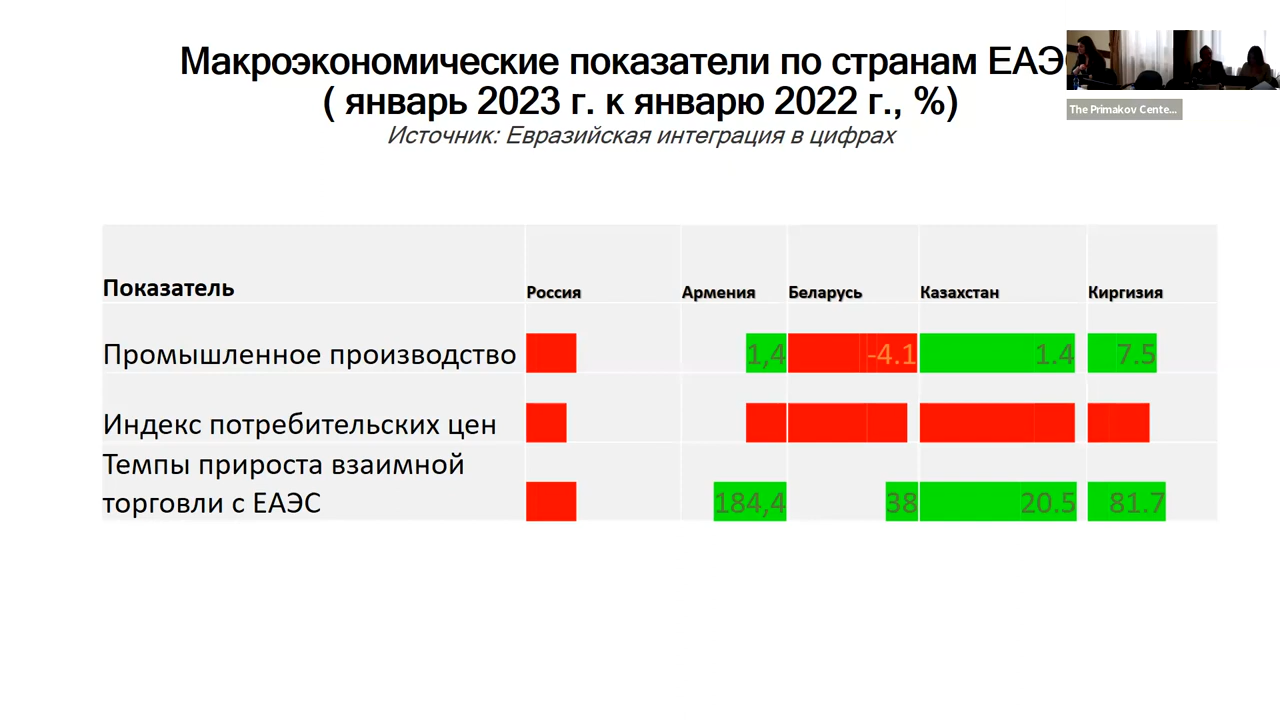 Макроэкономические показатели по странам ЕАЭС
( январь 2023 г. к январю 2022 г., %)
Источник: Евразийская интеграция в цифрах
The Primakov Cente...
Показатель Россия Армения Беларусь Казахстан Киргизия
Промышленное производство 1,4 -4.1 1.4 7.5
Индекс потребительских цен
Темпы прироста взаимной
торговли с ЕАЭС 184,4 38 20.5 81.7